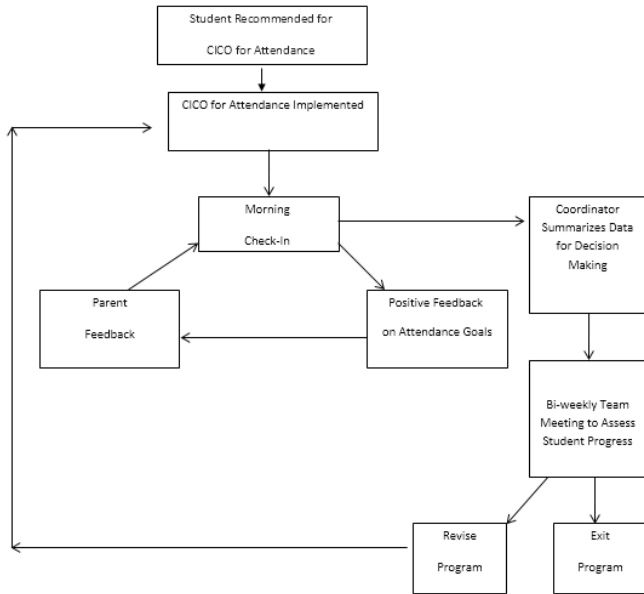 Student Recommended for
CICO for Attendance
CICO for Attendance Implemented
Morning
Check-In
Coordinator
Summarizes Data
for Decision
Making
Parent
Feedback
Positive Feedback
on Attendance Goals
Bi-weekly Team
Meeting to Assess
Student Progress
Revise
Program
Exit
Program